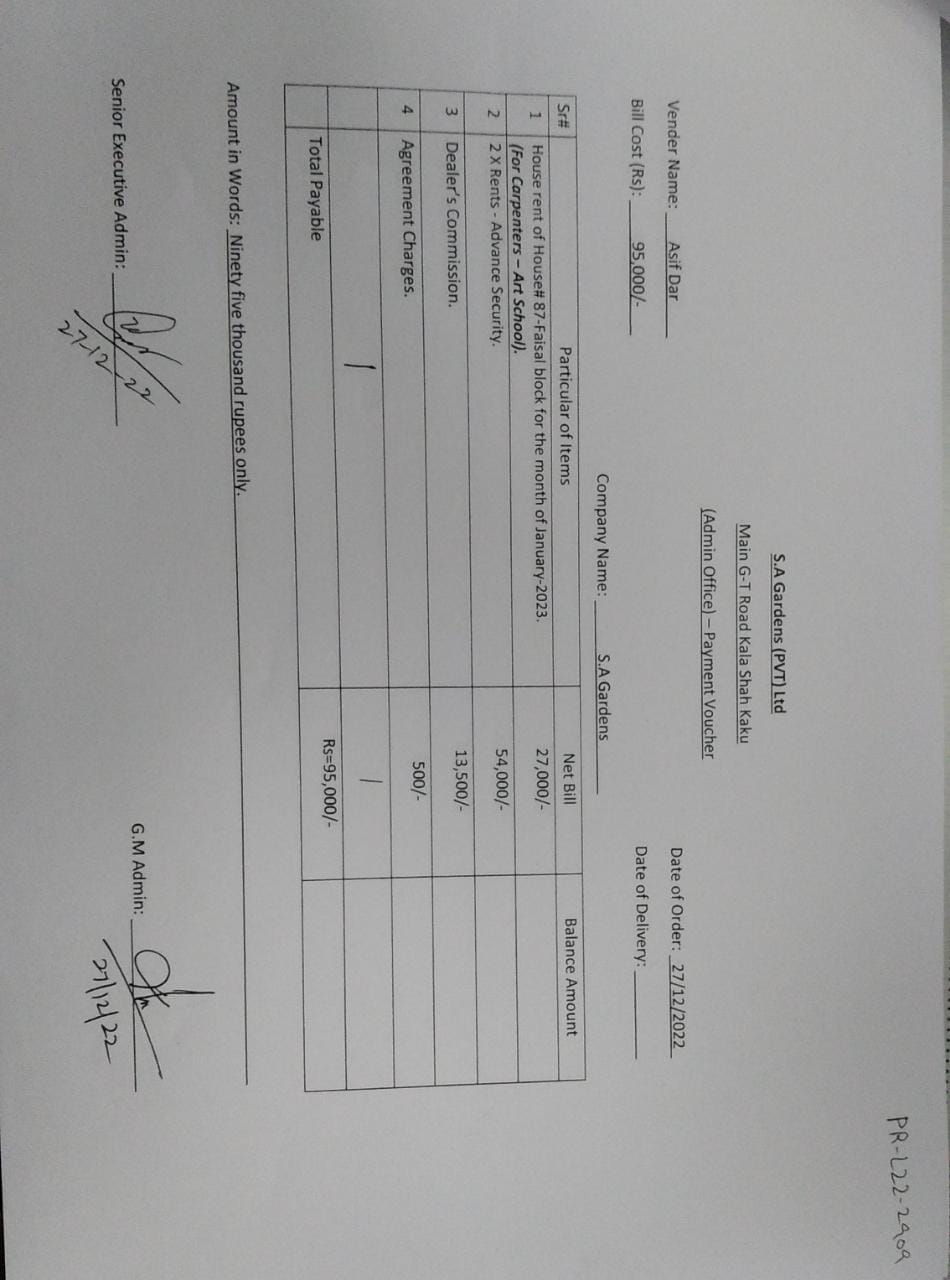 PR-L22-2909
S.A Gardens (PVT) Ltd
Main G-T Road Kala Shah Kaku
(Admin Office) – Payment Voucher
Vender Name: Asif Dar Date of Order: 27/12/2022
Bill Cost (Rs): 95,000/- Date of Delivery:
Company Name: S.A Gardens
Sr# Particular of Items Net Bill Balance Amount
1 House rent of House# 87-Faisal block for the month of January-2023. 27,000/-
(For Carpenters – Art School).
2 2 X Rents - Advance Security. 54,000/-
3 Dealer's Commission. 13,500/-
4 Agreement Charges. 500/-
Total Payable Rs=95,000/-
Amount in Words: Ninety five thousand rupees only.
Senior Executive Admin: G.M Admin:
27-12-22 27/12/22